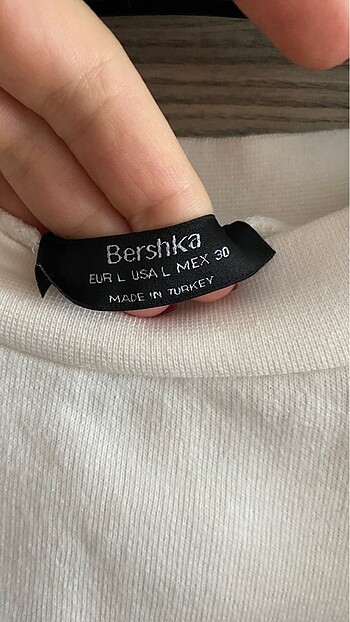 Bershka
EUR L USA L MEX 30
MADE IN TURKEY